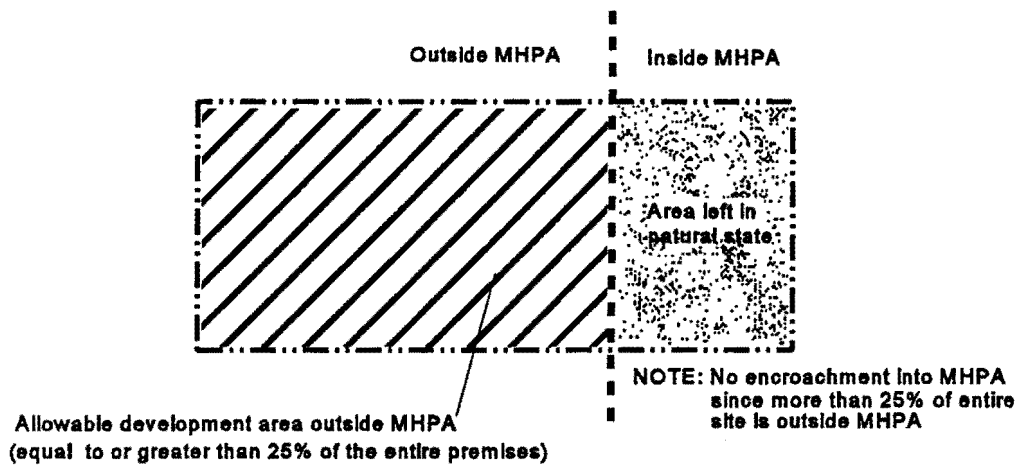 Outside MHPA
Inside MHPA
Area left in
natural state
NOTE: No encroachment into MHPA
since more than 25% of entire
site is outside MHPA
Allowable development area outside MHPA
(equal to or greater than 25% of the entire premises)